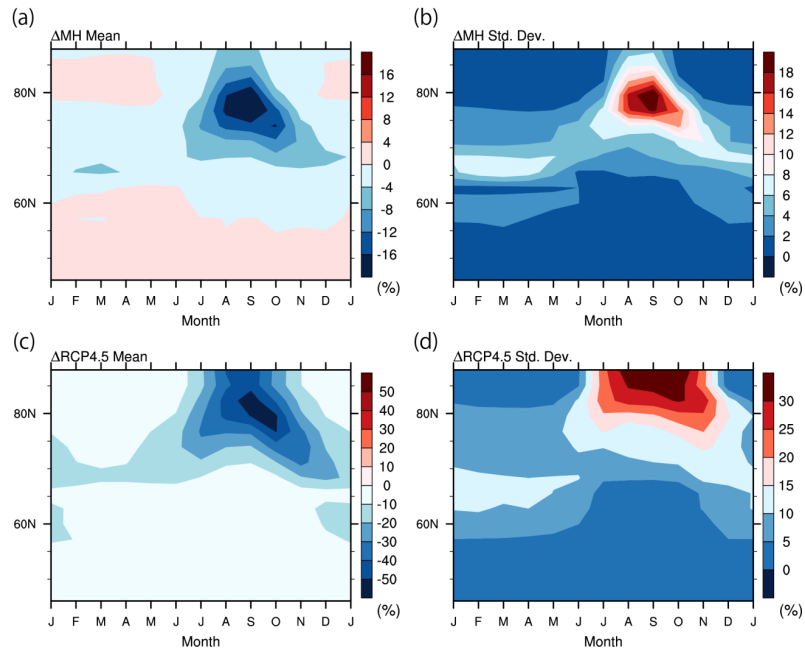 (a)
ΔMH Mean
80N
60N
J F M A M J J A S O N D J
Month
16
12
8
4
0
-4
-8
-12
-16
(%)
(b)
ΔMH Std. Dev.
80N
60N
J F M A M J J A S O N D J
Month
18
16
14
12
10
8
6
4
2
0
(%)
(c)
ΔRCP4.5 Mean
80N
60N
J F M A M J J A S O N D J
Month
50
40
30
20
10
0
-10
-20
-30
-40
-50
(%)
(d)
ΔRCP4.5 Std. Dev.
80N
60N
J F M A M J J A S O N D J
Month
30
25
20
15
10
5
0
(%)